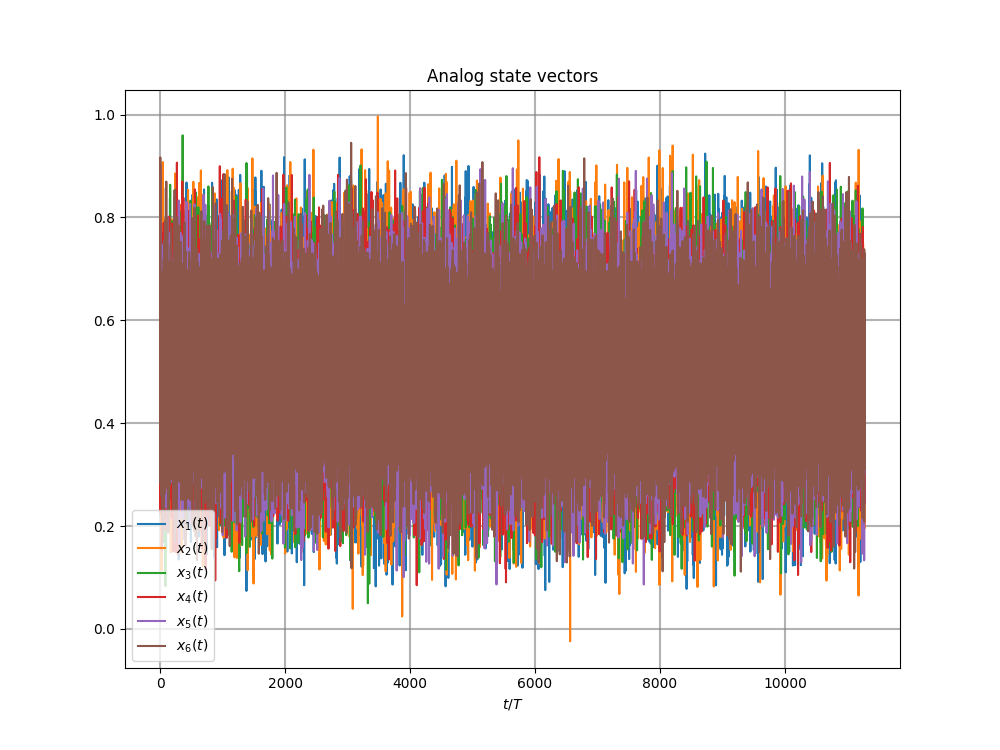 Analog state vectors
1.0
0.8
0.6
0.4
0.2
0.0
x₁(t)
x₂(t)
x₃(t)
x₄(t)
x₅(t)
x₆(t)
0 2000 4000 6000 8000 10000
t/T